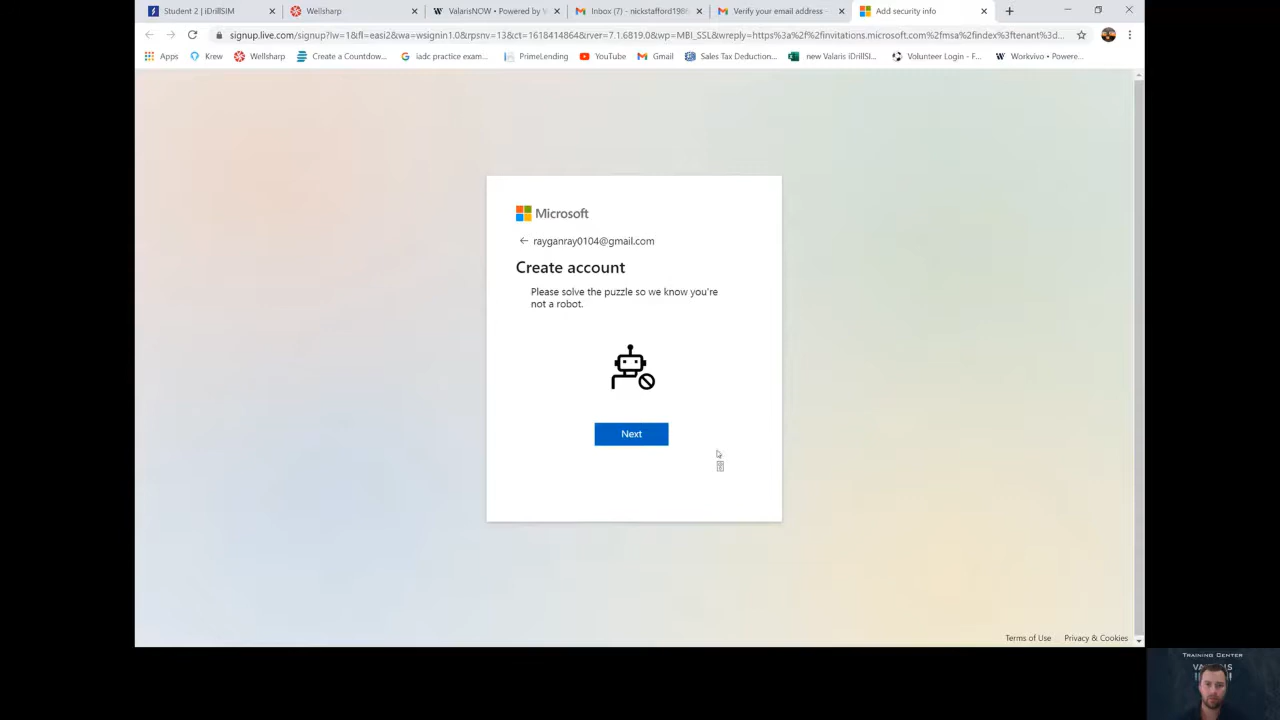 Student 2 | iDrillSIM
Wellsharp
ValarisNOW • Powered by W
Inbox (7) - nickstafford198
Verify your email address -
Add security info
signup.live.com/signup?lw=1&fl=easi2&wa=wsignin1.0&rpsnv=13&ct=1618414864&rver=7.1.6819.0&wp=MBI_SSL&wreply=https%3a%2f%2finvitations.microsoft.com%2fmsa%2findex%3ftenant%3d...
Apps
Krew
Wellsharp
Create a Countdow...
iadc practice exam...
PrimeLending
YouTube
Gmail
Sales Tax Deduction...
new Valaris iDrillSI...
Volunteer Login - F...
Workvivo • Powere...
Microsoft
rayganray0104@gmail.com
Create account
Please solve the puzzle so we know you're
not a robot.
Next
Terms of Use
Privacy & Cookies
TRAINING CENTER